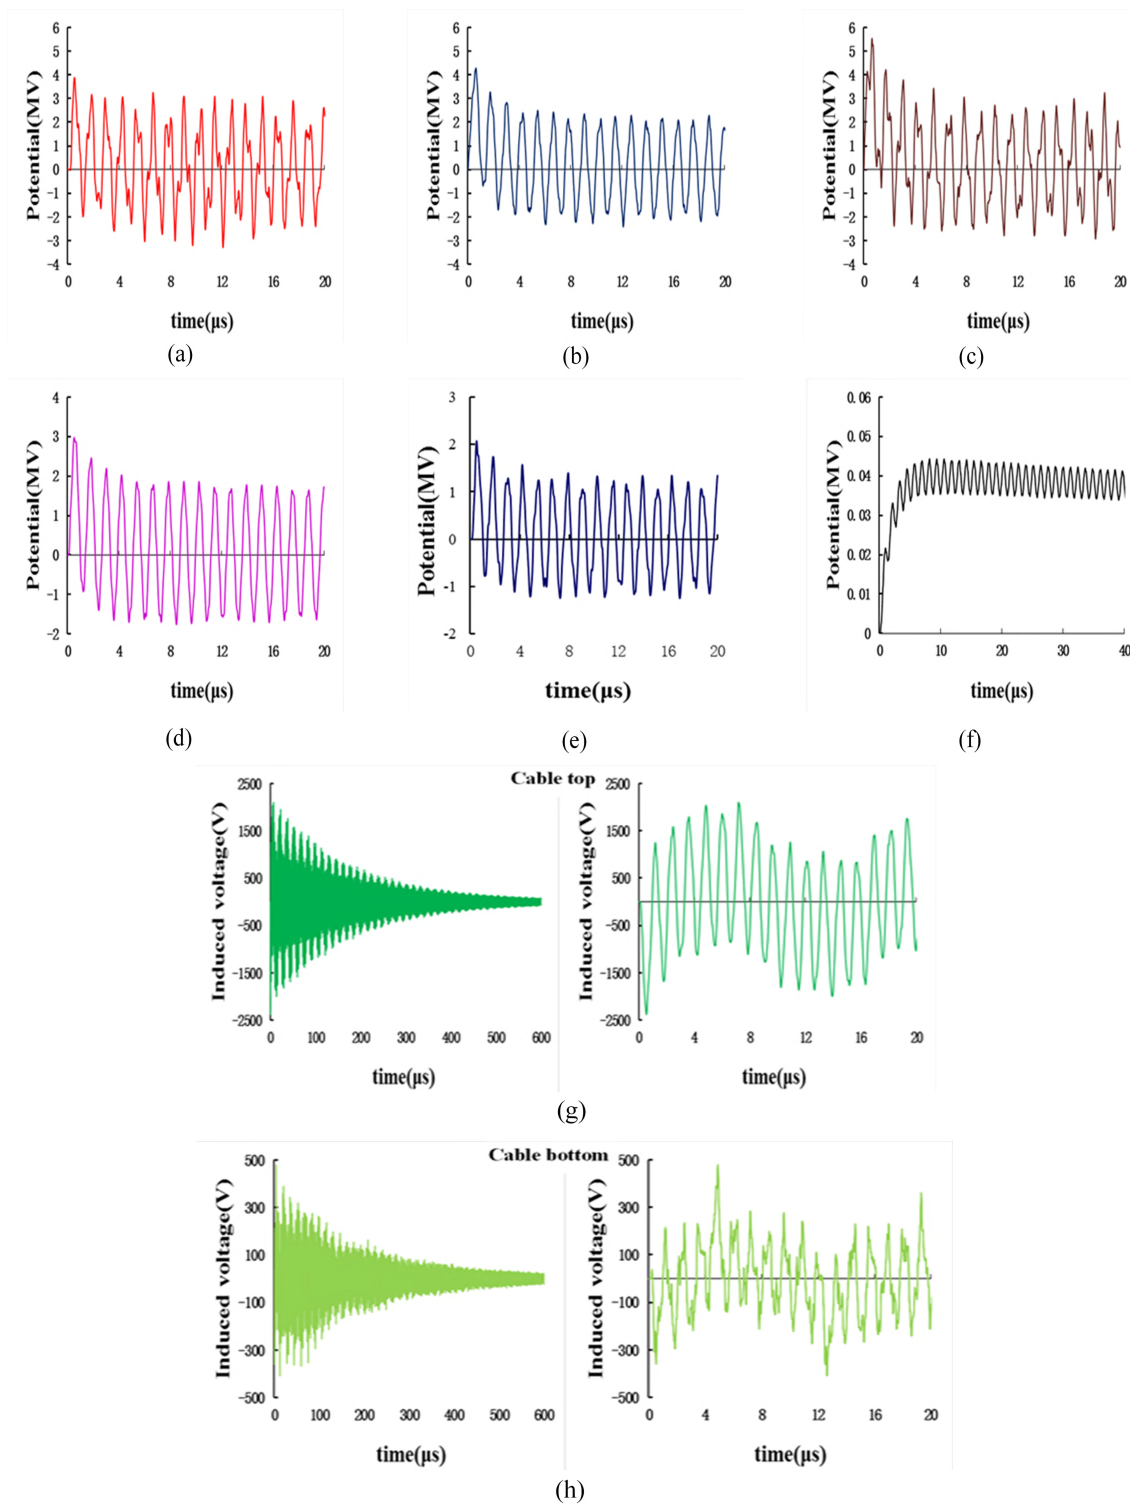 6
5
4
3
2
1
0
-1
-2
-3
-4
Potential(MV)
0 4 8 12 16 20
time(μs)
(a)
6
5
4
3
2
1
0
-1
-2
-3
-4
Potential(MV)
0 4 8 12 16 20
time(μs)
(b)
6
5
4
3
2
1
0
-1
-2
-3
-4
Potential(MV)
0 4 8 12 16 20
time(μs)
(c)
4
3
2
1
0
-1
-2
Potential(MV)
0 4 8 12 16 20
time(μs)
(d)
3
2
1
0
-1
-2
Potential(MV)
0 4 8 12 16 20
time(μs)
(e)
0.06
0.05
0.04
0.03
0.02
0.01
0
Potential(MV)
0 10 20 30 40
time(μs)
(f)
Cable top
2500
1500
500
-500
-1500
-2500
Induced voltage(V)
0 100 200 300 400 500 600
time(μs)
2500
1500
500
-500
-1500
-2500
Induced voltage(V)
0 4 8 12 16 20
time(μs)
(g)
Cable bottom
500
300
100
-100
-300
-500
Induced voltage(V)
0 100 200 300 400 500 600
time(μs)
500
300
100
-100
-300
-500
Induced voltage(V)
0 4 8 12 16 20
time(μs)
(h)